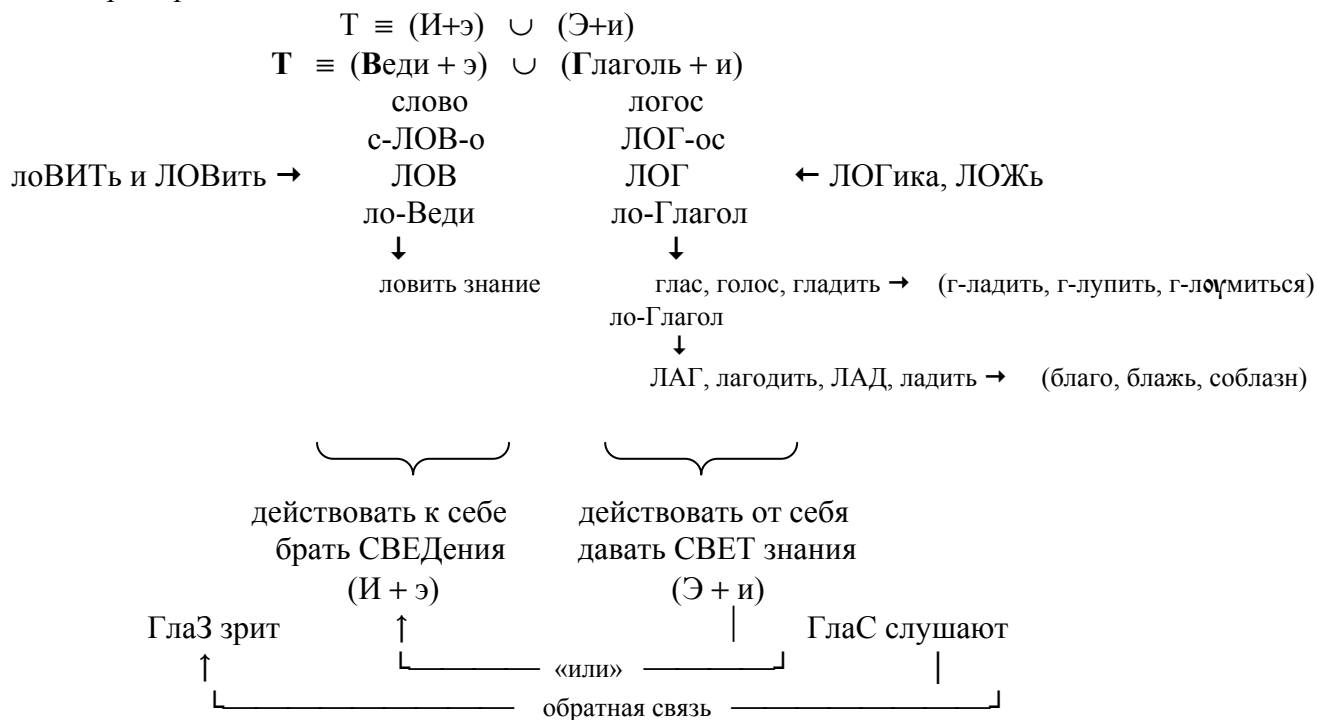 Т ≡ (И+э) ∪ (Э+и)
Т ≡ (Веди + э) ∪ (Глаголь + и)
слово логос
с-ЛОВ-о ЛОГ-ос
лоВИТь и ЛОВить → ЛОВ ЛОГ ← ЛОГика, ЛОЖь
ло-Веди ло-Глагол
↓ ↓
ловить знание глас, голос, гладить → (г-ладить, г-лупить, г-лѹмиться)
ло-Глагол
↓
ЛАГ, лагодить, ЛАД, ладить → (благо, блажь, соблазн)
действовать к себе действовать от себя
брать СВЕДения давать СВЕТ знания
(И + э) (Э + и)
ГлаЗ зрит ↑ ГлаС слушают
↑ «или»
обратная связь